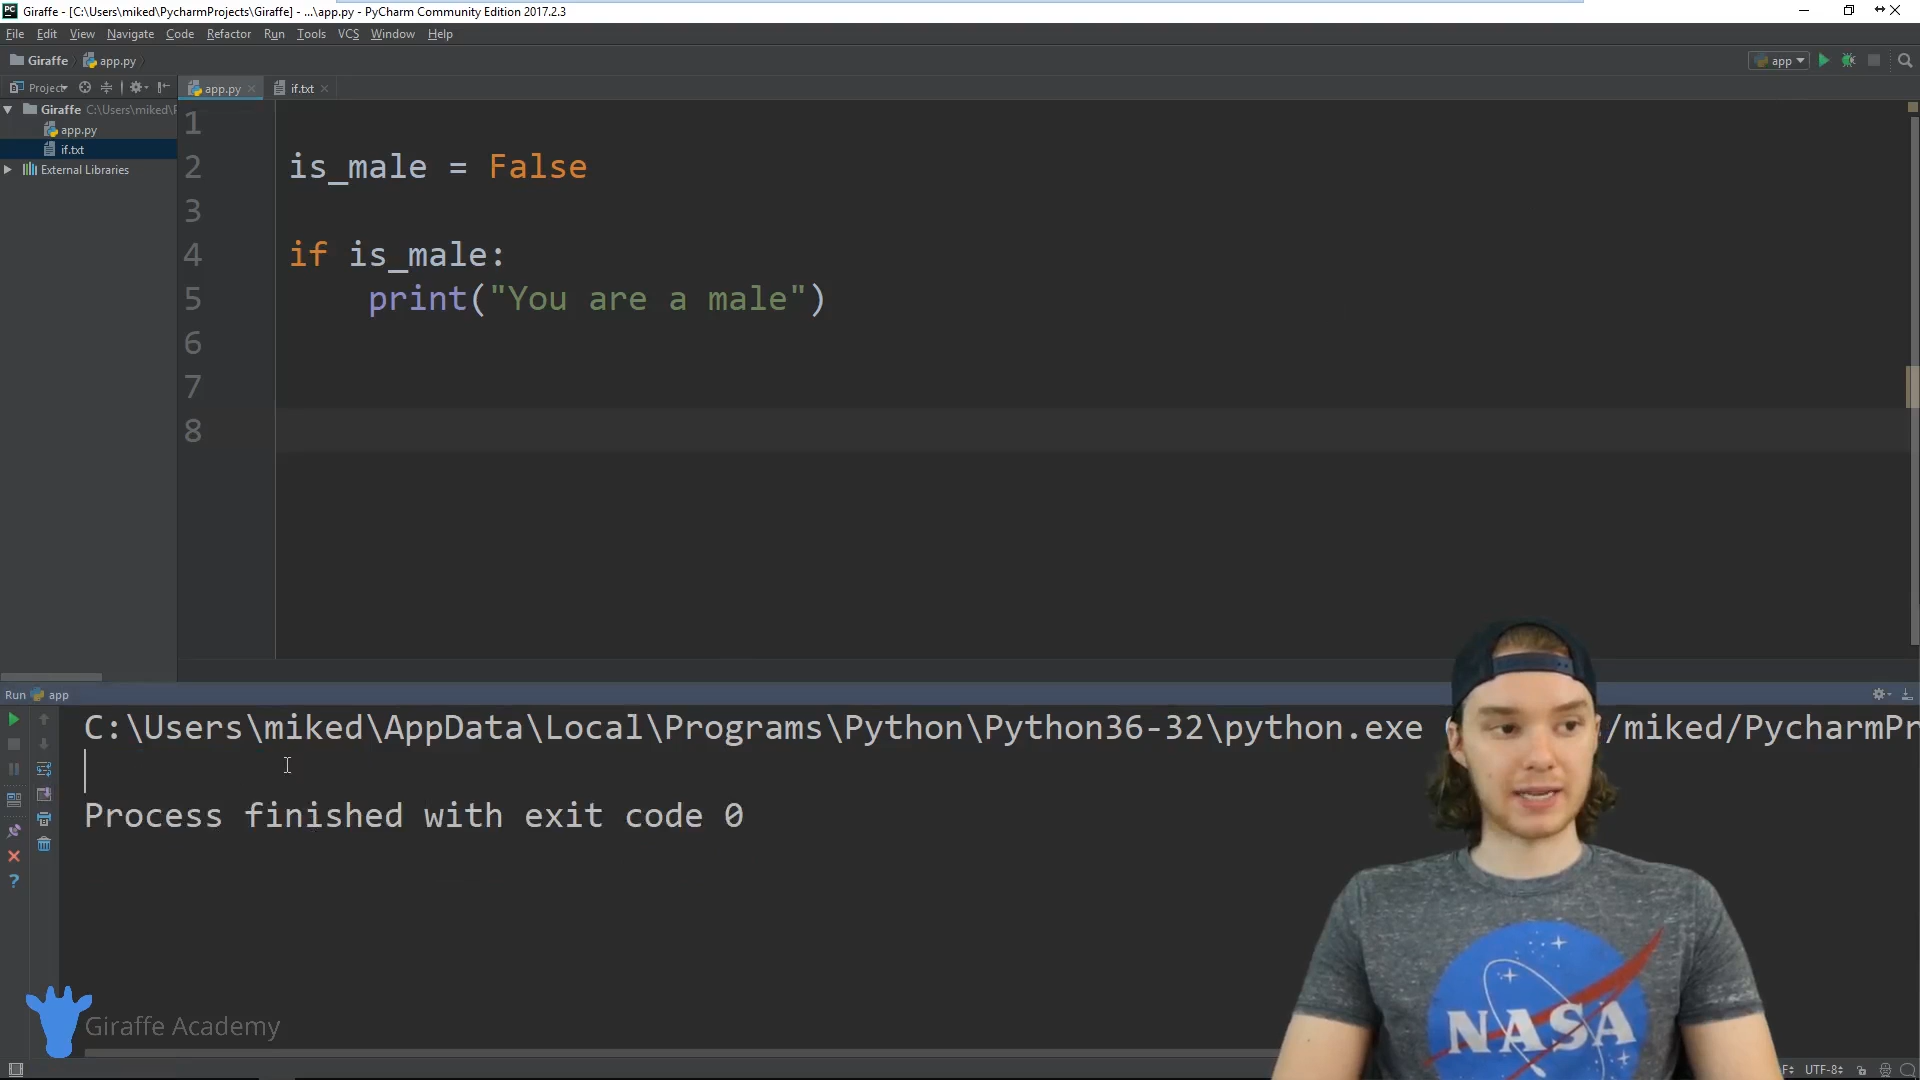 Giraffe - [C:\Users\miked\PycharmProjects\Giraffe] - ...\app.py - PyCharm Community Edition 2017.2.3
File Edit View Navigate Code Refactor Run Tools VCS Window Help
Giraffe app.py app
Project app.py if.txt
Giraffe C:\Users\miked\
app.py
if.txt
External Libraries
1
2 is_male = False
3
4 if is_male:
5 print("You are a male")
6
7
8
Run app
C:\Users\miked\AppData\Local\Programs\Python\Python36-32\python.exe /miked/PycharmPr
Process finished with exit code 0
NASA
Giraffe Academy
UTF-8